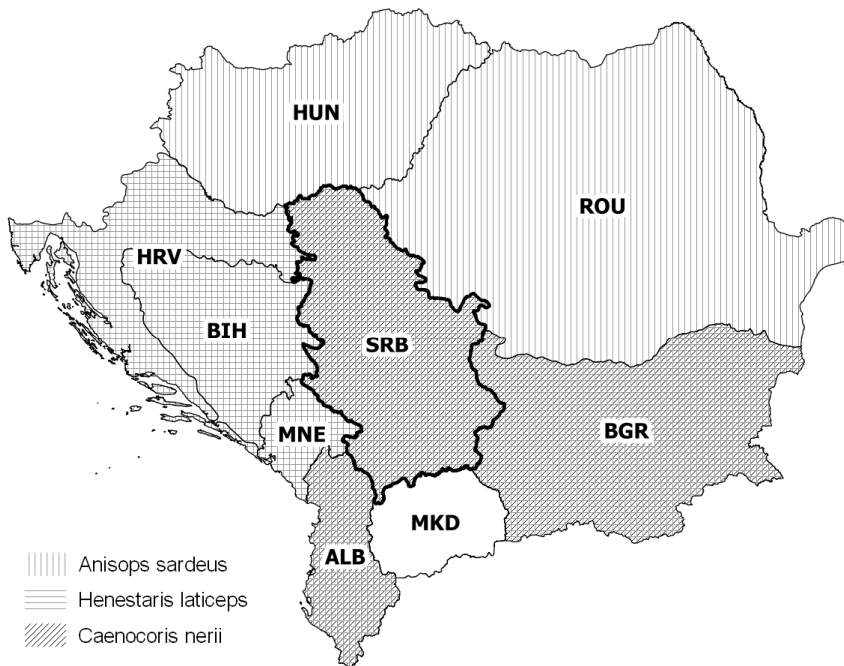 HUN
ROU
HRV
BIH
SRB
MNE
BGR
MKD
ALB
Anisops sardeus
Henestaris laticeps
Caenocoris nerii